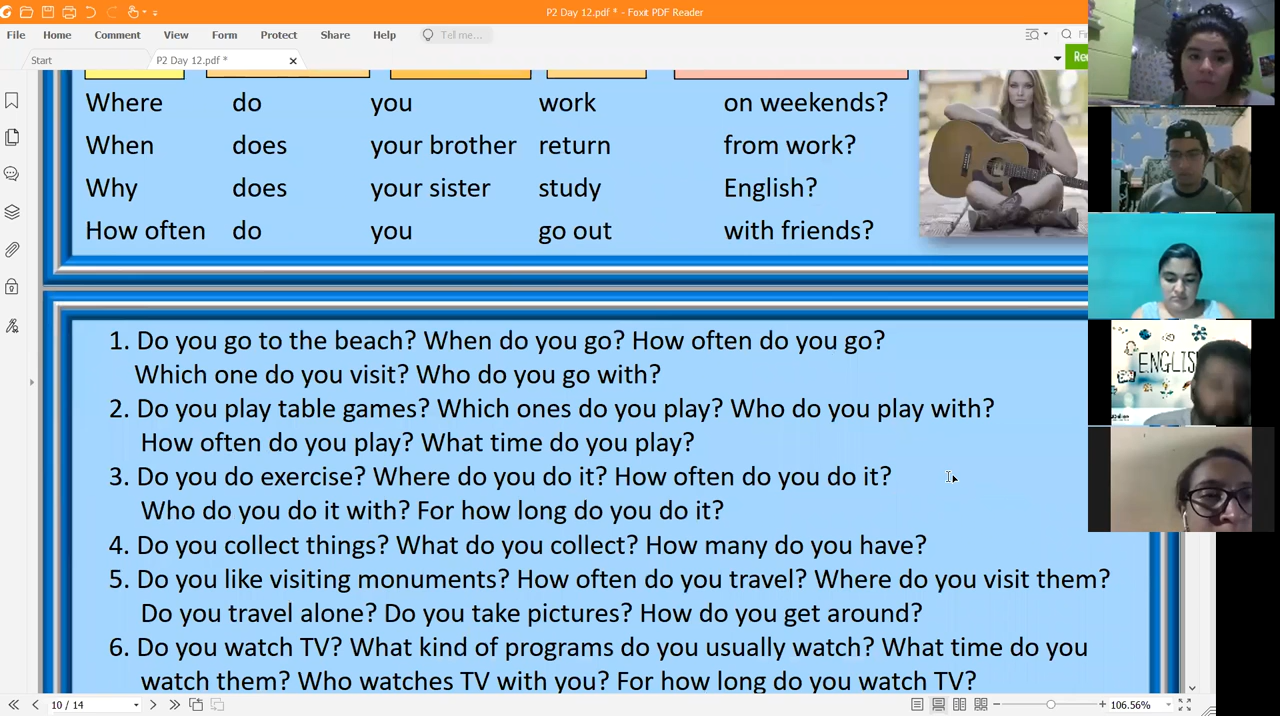 P2 Day 12.pdf * - Foxit PDF Reader
File Home Comment View Form Protect Share Help Tell me...
Start P2 Day 12.pdf *
Where do you work on weekends?
When does your brother return from work?
Why does your sister study English?
How often do you go out with friends?
1. Do you go to the beach? When do you go? How often do you go?
Which one do you visit? Who do you go with?
2. Do you play table games? Which ones do you play? Who do you play with?
How often do you play? What time do you play?
3. Do you do exercise? Where do you do it? How often do you do it?
Who do you do it with? For how long do you do it?
4. Do you collect things? What do you collect? How many do you have?
5. Do you like visiting monuments? How often do you travel? Where do you visit them?
Do you travel alone? Do you take pictures? How do you get around?
6. Do you watch TV? What kind of programs do you usually watch? What time do you
watch them? Who watches TV with you? For how long do you watch TV?
10 / 14 106.56%